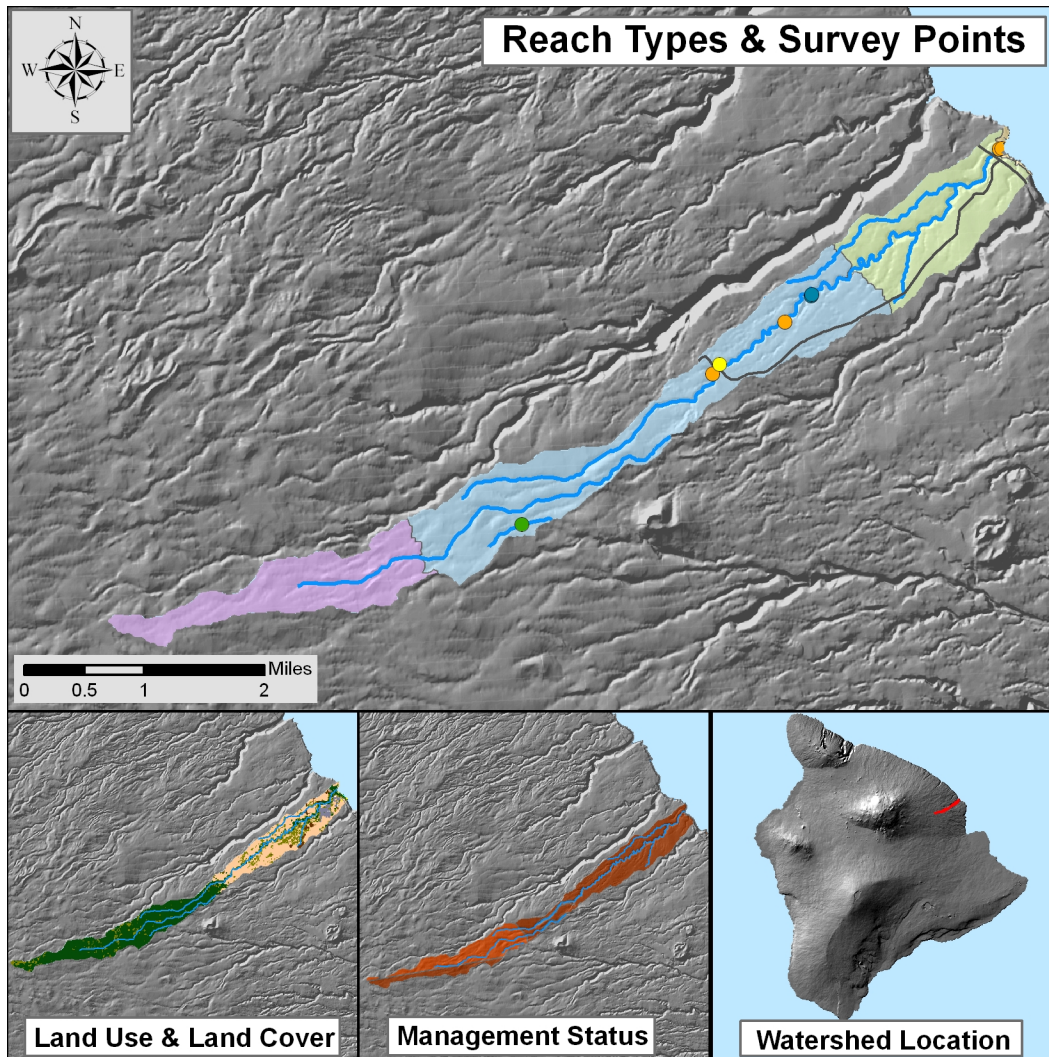 Reach Types & Survey Points
N
W E
S
Miles
0 0.5 1 2
Land Use & Land Cover
Management Status
Watershed Location